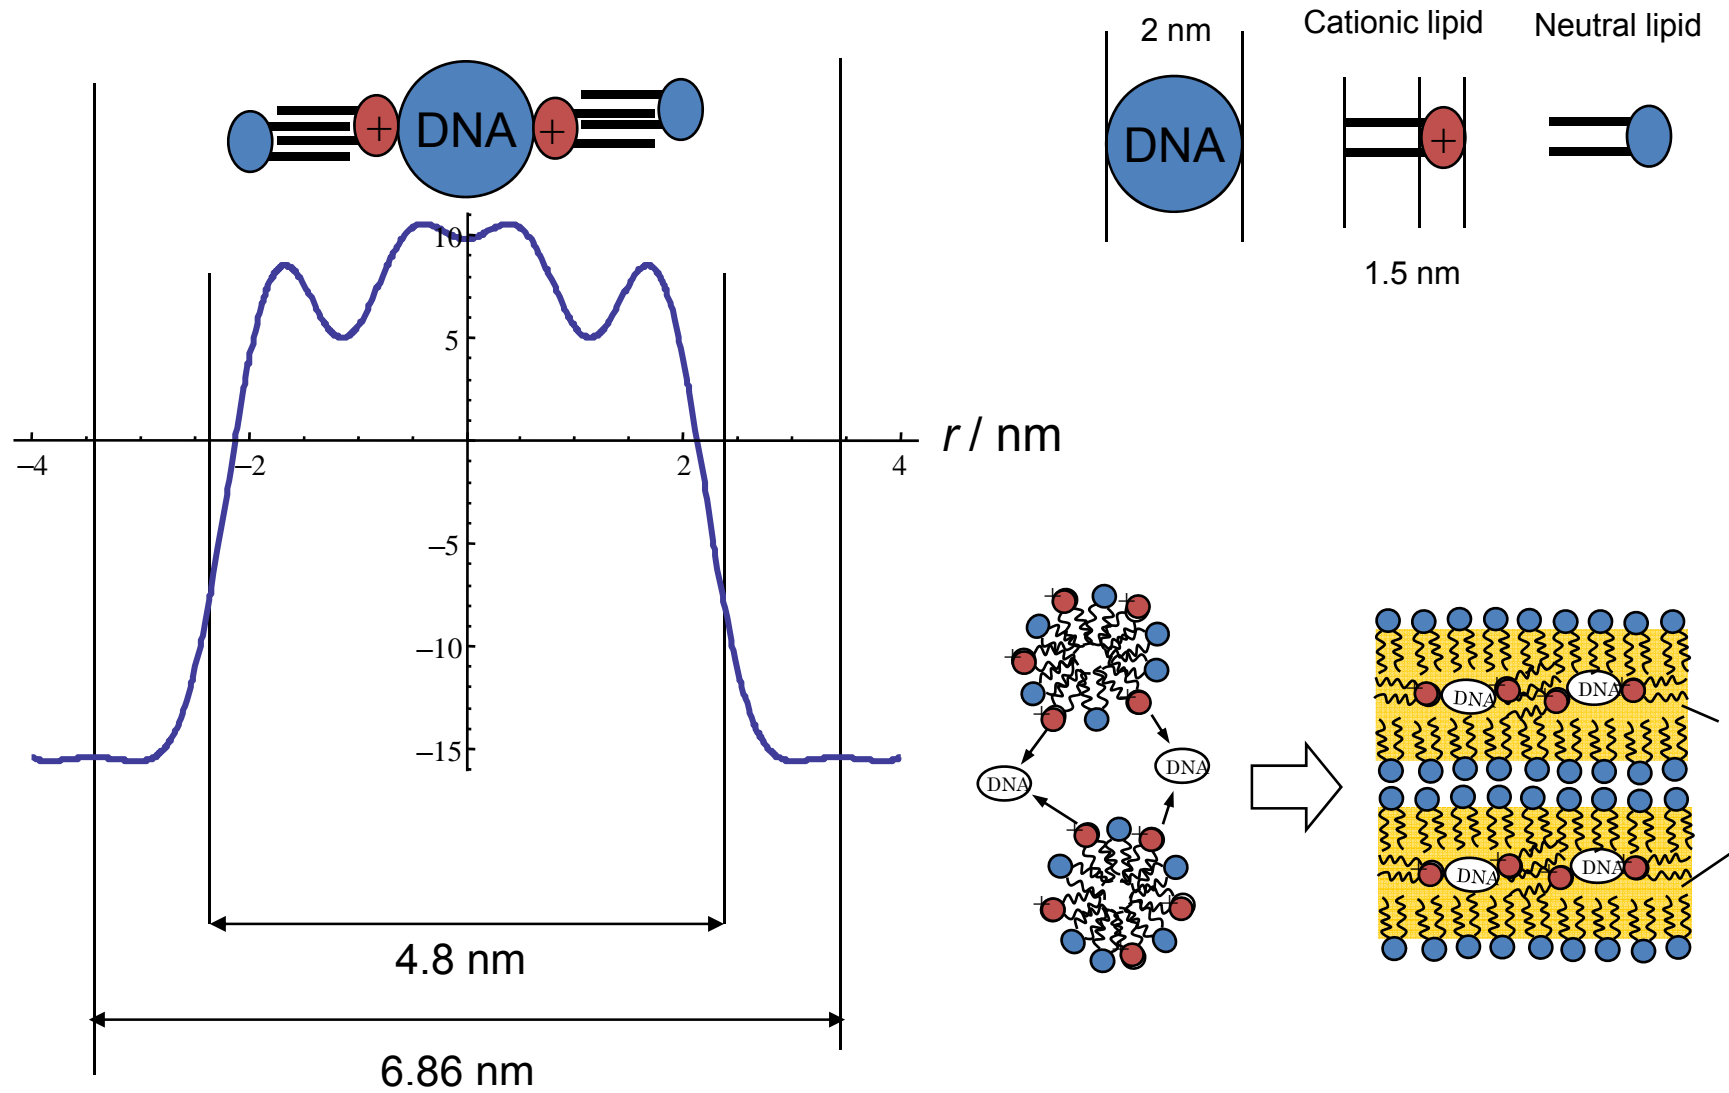 2 nm
Cationic lipid
Neutral lipid
+
DNA
+
DNA
+
1.5 nm
10
5
r / nm
−4
−2
2
4
−5
−10
−15
4.8 nm
6.86 nm
+
+
+
+
+
DNA
DNA
+
+
+
+
+
+
DNA
+
+
DNA
+
+
DNA
+
+
DNA
+